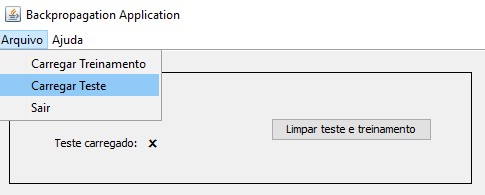 Backpropagation Application
Arquivo Ajuda
Carregar Treinamento
Carregar Teste
Sair
Limpar teste e treinamento
Teste carregado: ×